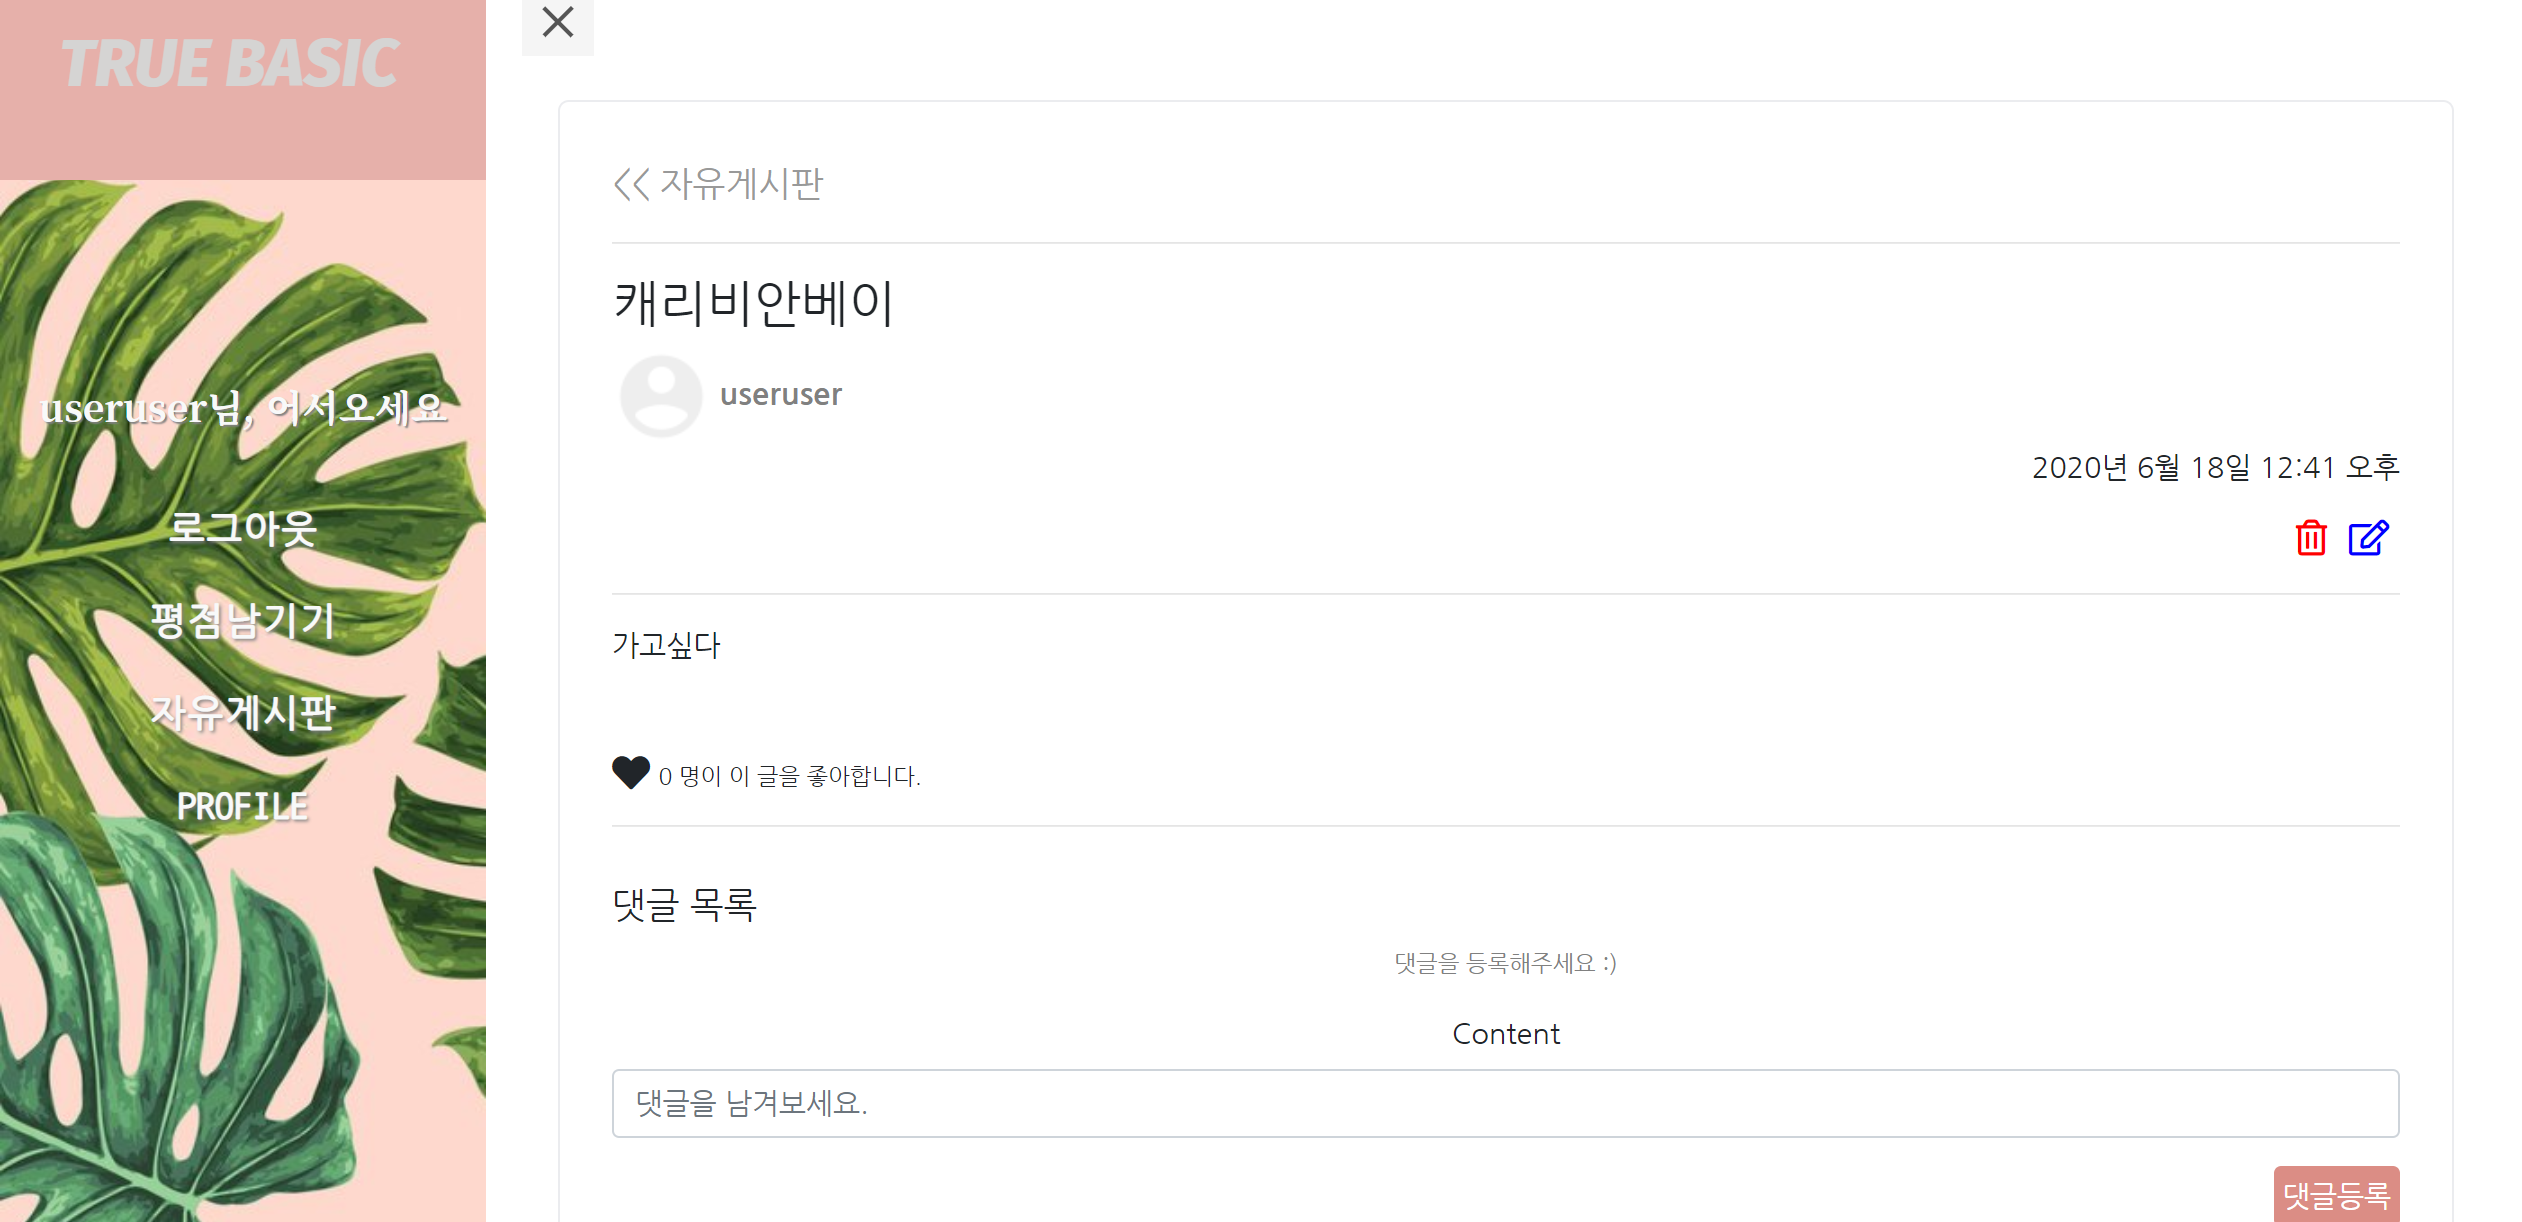 TRUE BASIC
useruser님, 어서오세요
로그아웃
평점남기기
자유게시판
PROFILE
<< 자유게시판
캐리비안베이
useruser
2020년 6월 18일 12:41 오후
가고싶다
0 명이 이 글을 좋아합니다.
댓글 목록
댓글을 등록해주세요 :)
Content
댓글을 남겨보세요.
댓글등록